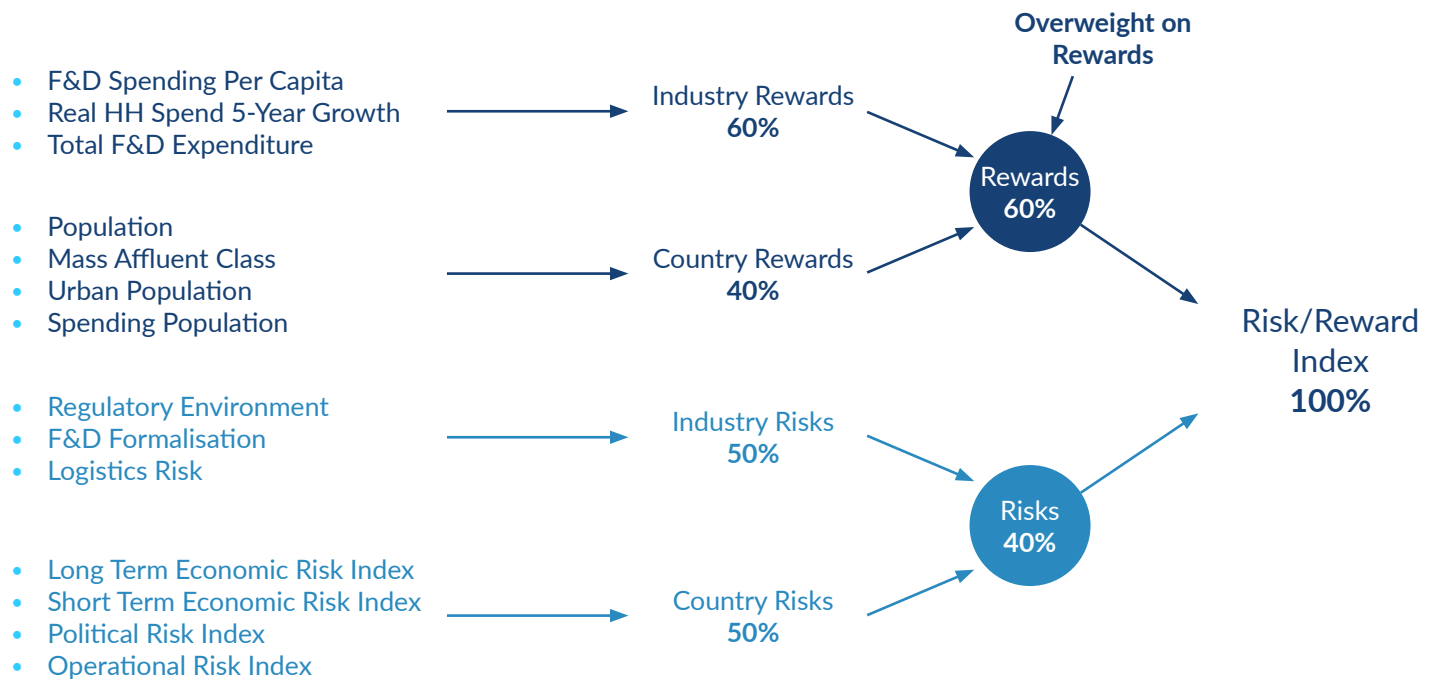 Overweight on
Rewards
• F&D Spending Per Capita
• Real HH Spend 5-Year Growth
• Total F&D Expenditure
Industry Rewards
60%
Rewards
60%
• Population
• Mass Affluent Class
• Urban Population
• Spending Population
Country Rewards
40%
Risk/Reward
Index
100%
• Regulatory Environment
• F&D Formalisation
• Logistics Risk
Industry Risks
50%
Risks
40%
• Long Term Economic Risk Index
• Short Term Economic Risk Index
• Political Risk Index
• Operational Risk Index
Country Risks
50%